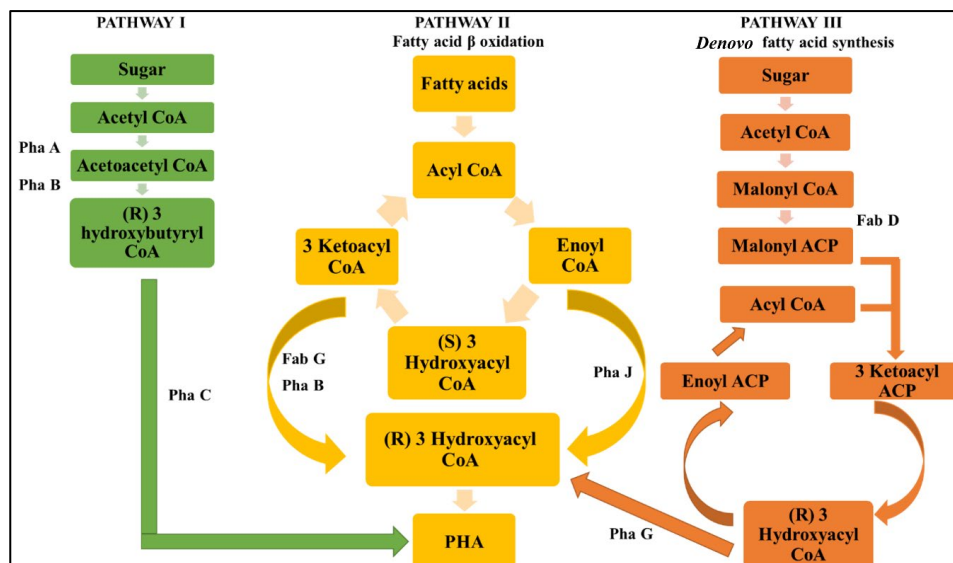 PATHWAY I
Sugar
Acetyl CoA
Pha A
Acetoacetyl CoA
Pha B
(R) 3
hydroxybutyryl
CoA
Pha C
PATHWAY II
Fatty acid β oxidation
Fatty acids
Acyl CoA
3 Ketoacyl
CoA
Enoyl
CoA
(S) 3
Hydroxyacyl
CoA
Fab G
Pha B
Pha J
(R) 3 Hydroxyacyl
CoA
PHA
PATHWAY III
Denovo fatty acid synthesis
Sugar
Acetyl CoA
Malonyl CoA
Fab D
Malonyl ACP
Acyl CoA
Enoyl ACP
3 Ketoacyl
ACP
(R) 3
Hydroxyacyl
CoA
Pha G